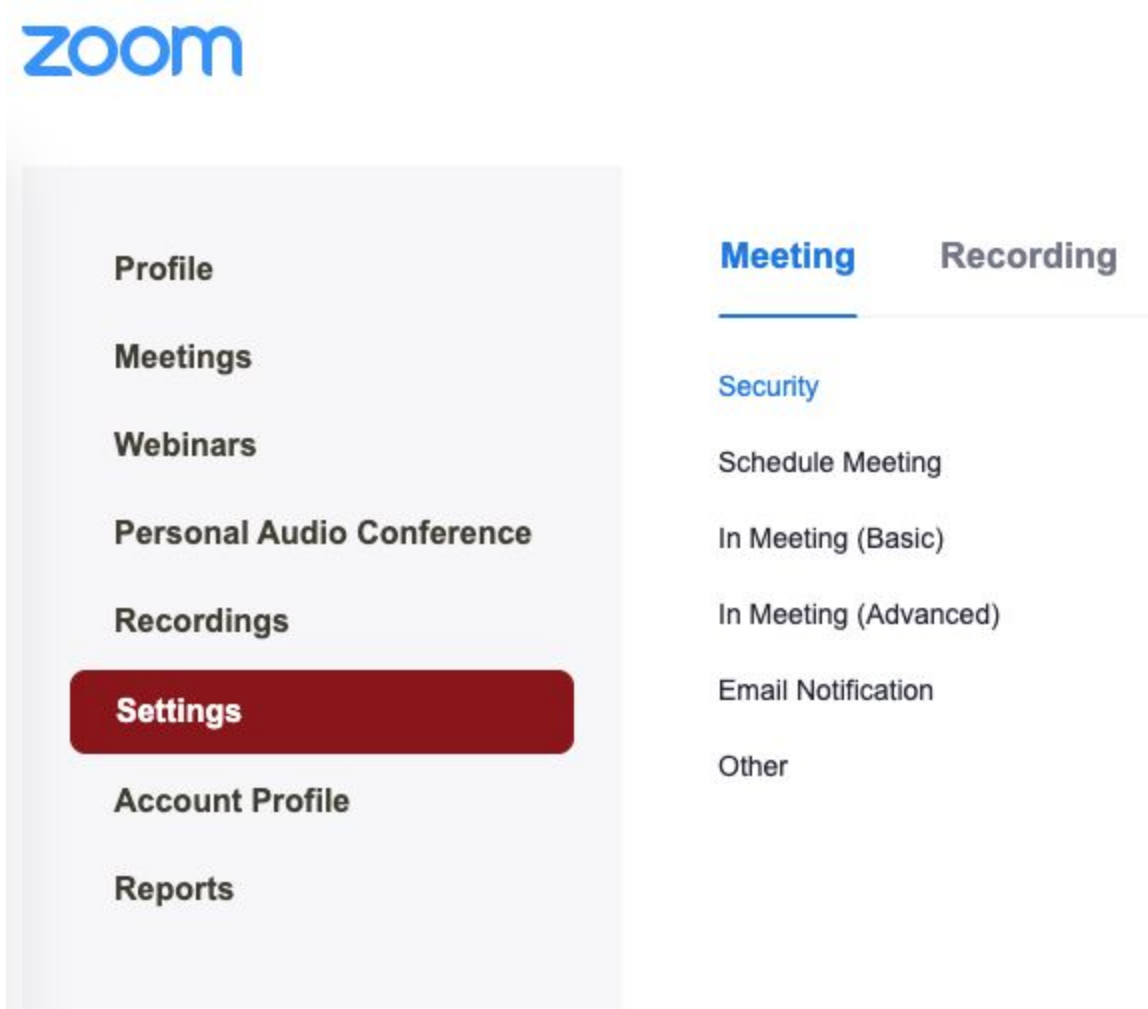 zoom
Profile
Meetings
Webinars
Personal Audio Conference
Recordings
Settings
Account Profile
Reports
Meeting Recording
Security
Schedule Meeting
In Meeting (Basic)
In Meeting (Advanced)
Email Notification
Other